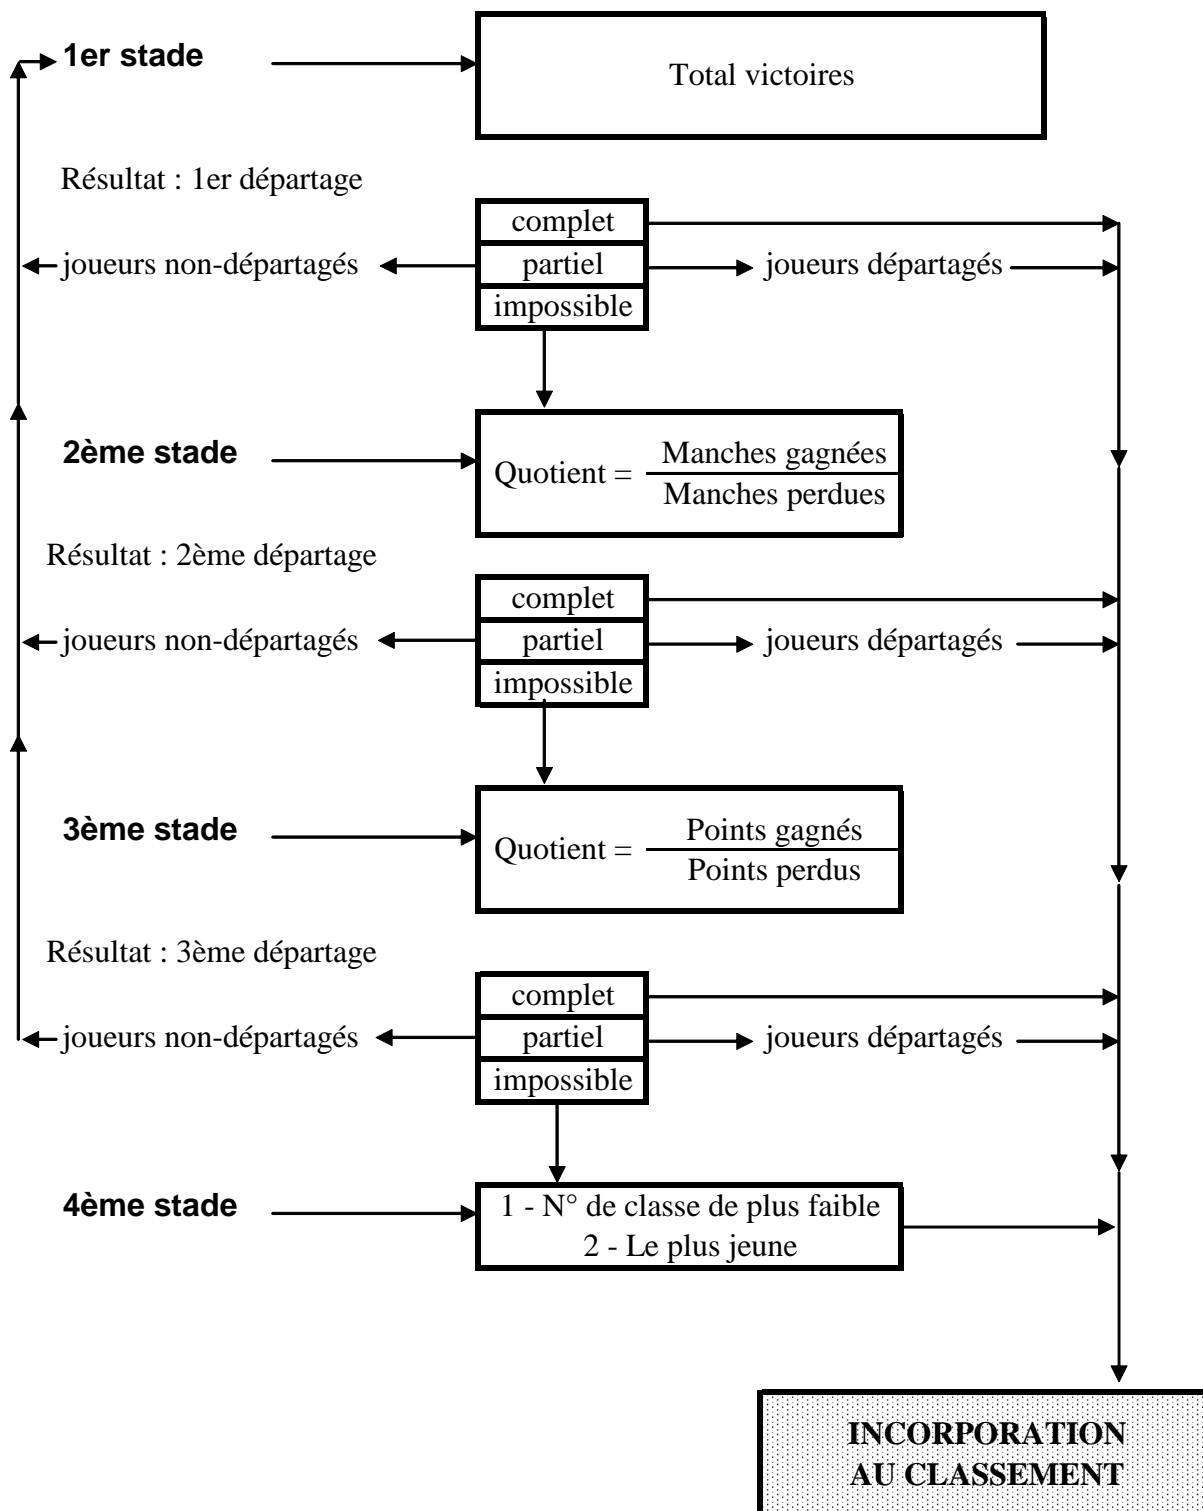 1er stade
Total victoires
Résultat : 1er départage
complet
joueurs non-départagés
partiel
joueurs départagés
impossible
2ème stade
Quotient =
Manches gagnées
Manches perdues
Résultat : 2ème départage
complet
joueurs non-départagés
partiel
joueurs départagés
impossible
3ème stade
Quotient =
Points gagnés
Points perdus
Résultat : 3ème départage
complet
joueurs non-départagés
partiel
joueurs départagés
impossible
4ème stade
1 - N° de classe de plus faible
2 - Le plus jeune
INCORPORATION
AU CLASSEMENT